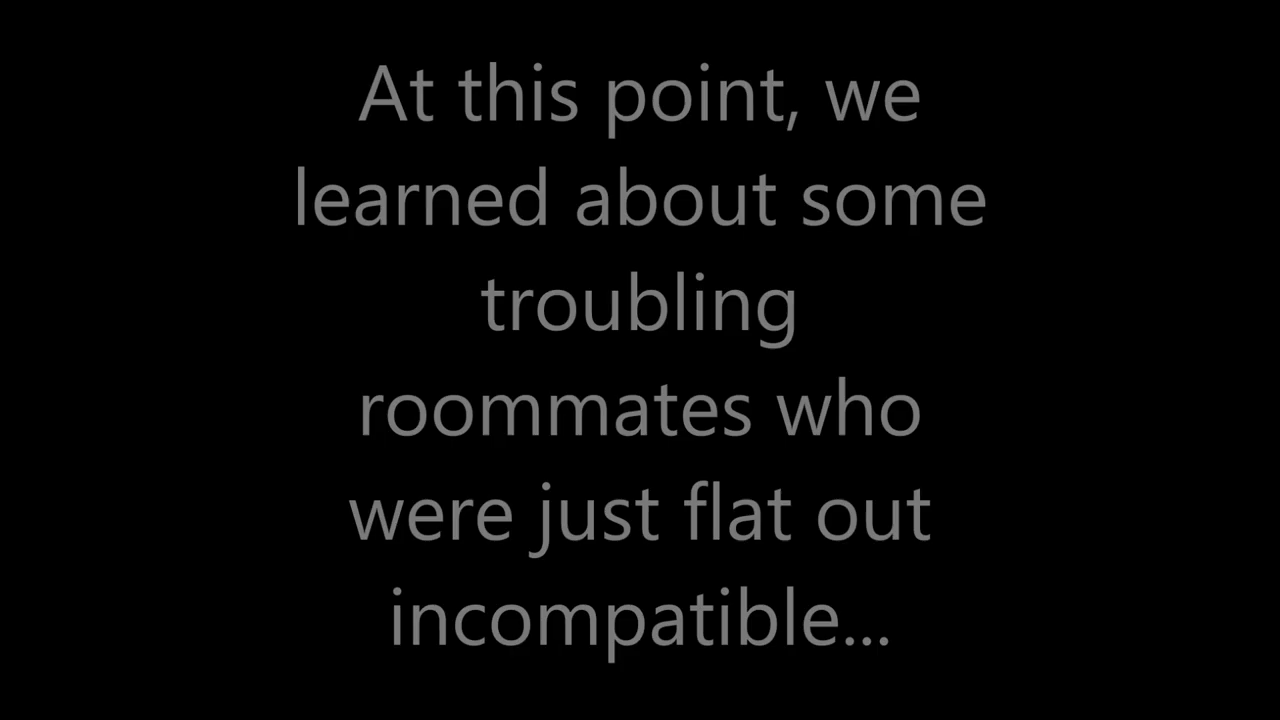 At this point, we
learned about some
troubling
roommates who
were just flat out
incompatible...